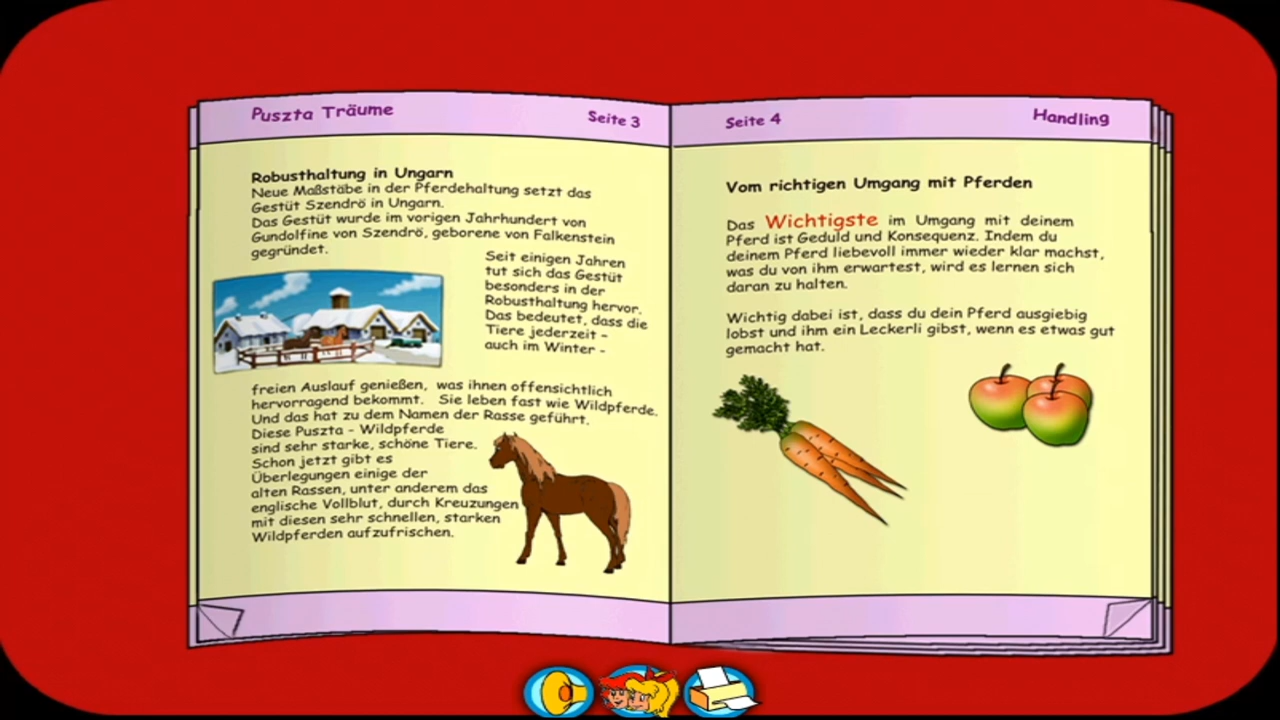 Puszta Träume
Seite 3
Robusthaltung in Ungarn
Neue Maßstäbe in der Pferdehaltung setzt das
Gestüt Szendrö in Ungarn.
Das Gestüt wurde im vorigen Jahrhundert von
Gundolfine von Szendrö, geborene von Falkenstein
gegründet.
Seit einigen Jahren
tut sich das Gestüt
besonders in der
Robusthaltung hervor.
Das bedeutet, dass die
Tiere jederzeit -
auch im Winter -
freien Auslauf genießen, was ihnen offensichtlich
hervorragend bekommt. Sie leben fast wie Wildpferde.
Und das hat zu dem Namen der Rasse geführt.
Diese Puszta - Wildpferde
sind sehr starke, schöne Tiere.
Schon jetzt gibt es
Überlegungen einige der
alten Rassen, unter anderem das
englische Vollblut, durch Kreuzungen
mit diesen sehr schnellen, starken
Wildpferden aufzufrischen.
Seite 4
Handling
Vom richtigen Umgang mit Pferden
Das Wichtigste im Umgang mit deinem
Pferd ist Geduld und Konsequenz. Indem du
deinem Pferd liebevoll immer wieder klar machst,
was du von ihm erwartest, wird es lernen sich
daran zu halten.
Wichtig dabei ist, dass du dein Pferd ausgiebig
lobst und ihm ein Leckerli gibst, wenn es etwas gut
gemacht hat.